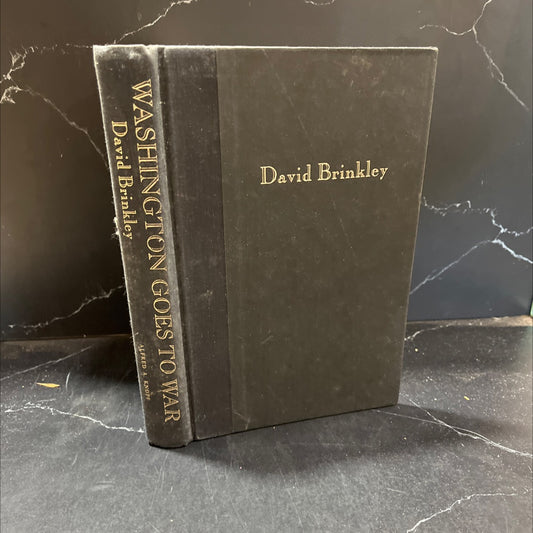 WASHINGTON GOES TO WAR
David Brinkley
ALFRED A. KNOPF
David Brinkley